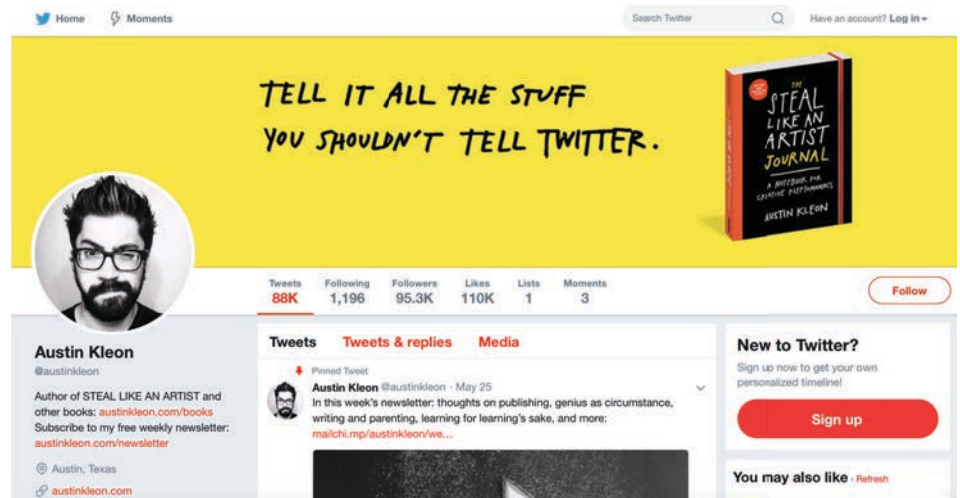 Home Moments Search Twitter Have an account? Log in
TELL IT ALL THE STUFF
YOU SHOULDN'T TELL TWITTER.
THE
STEAL
LIKE AN
ARTIST
JOURNAL
A NOTEBOOK FOR
CREATIVE KLEPTOMANIACS
AUSTIN KLEON
Tweets Following Followers Likes Lists Moments
88K 1,196 95.3K 110K 1 3
Follow
Austin Kleon
@austinkleon
Author of STEAL LIKE AN ARTIST and
other books: austinkleon.com/books
Subscribe to my free weekly newsletter:
austinkleon.com/newsletter
Austin, Texas
austinkleon.com
Tweets Tweets & replies Media
Pinned Tweet
Austin Kleon @austinkleon · May 25
In this week's newsletter: thoughts on publishing, genius as circumstance,
writing and parenting, learning for learning's sake, and more:
mailchi.mp/austinkleon/we...
New to Twitter?
Sign up now to get your own
personalized timeline!
Sign up
You may also like · Refresh